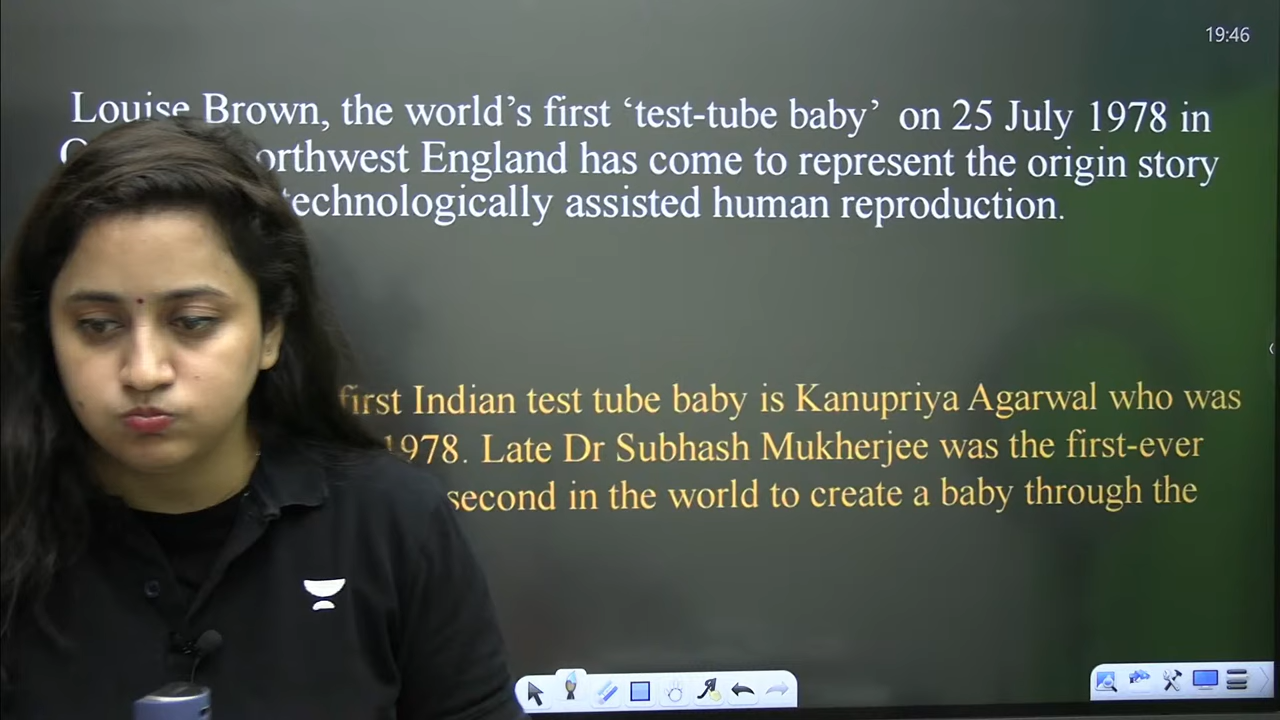 19:46
Louise Brown, the world’s first ‘test-tube baby’ on 25 July 1978 in
England has come to represent the origin story
technologically assisted human reproduction.
first Indian test tube baby is Kanupriya Agarwal who was
1978. Late Dr Subhash Mukherjee was the first-ever
second in the world to create a baby through the